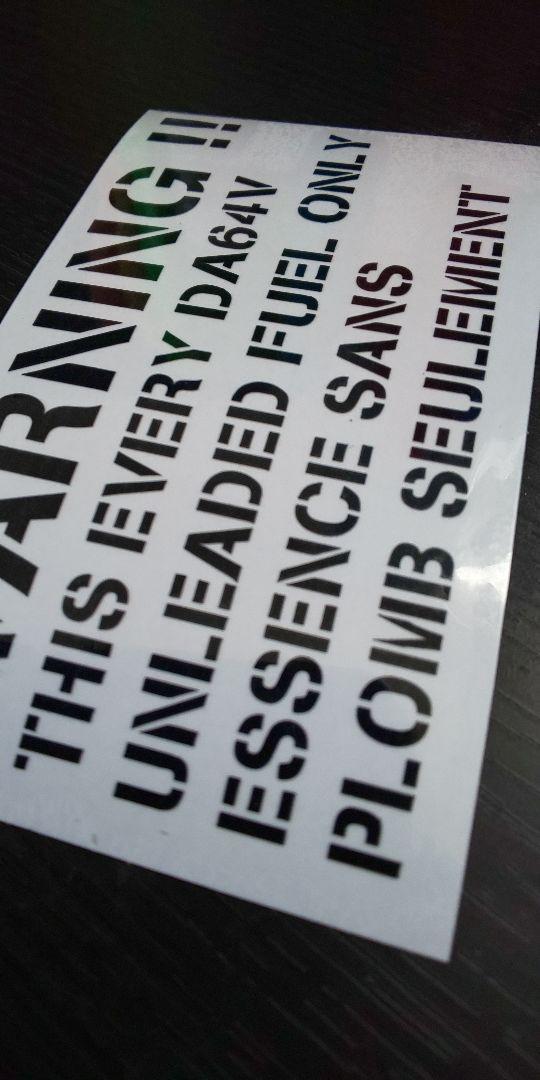 WARNING !!
THIS EVERY DA64V
UNLEADED FUEL ONLY
ESSENCE SANS
PLOMB SEULEMENT